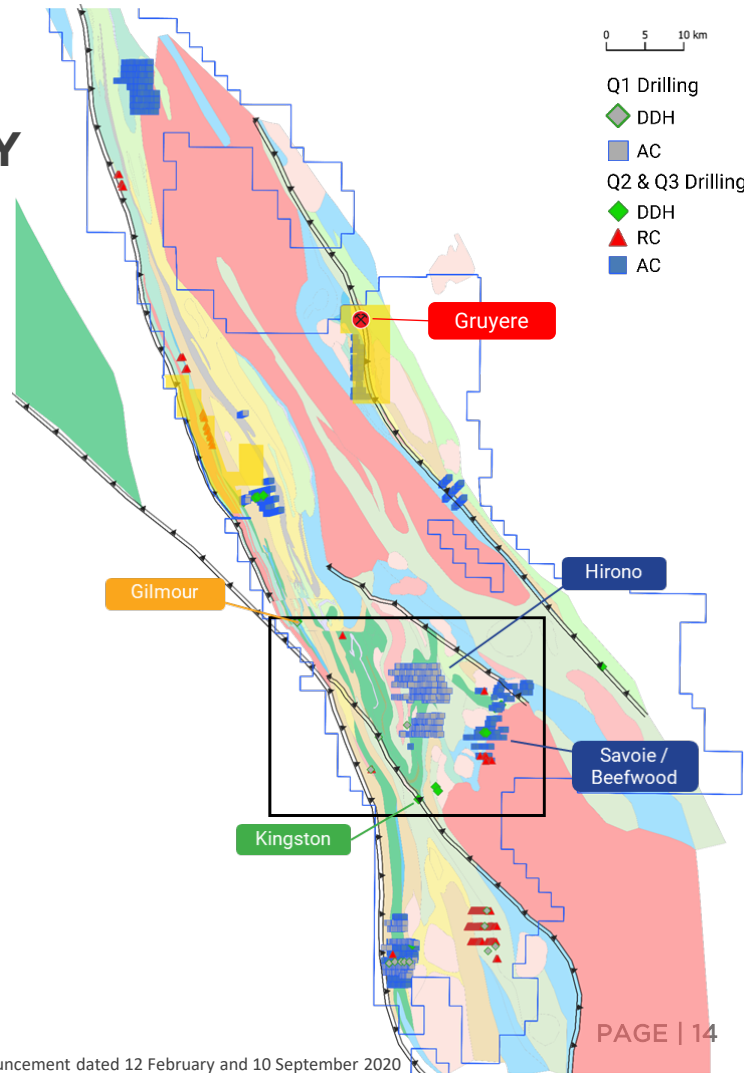 0 5 10 km
Q1 Drilling
DDH
AC
Q2 & Q3 Drilling
DDH
RC
AC
Y
Gruyere
Hirono
Gilmour
Savoie /
Beefwood
Kingston
PAGE | 14
uncement dated 12 February and 10 September 2020